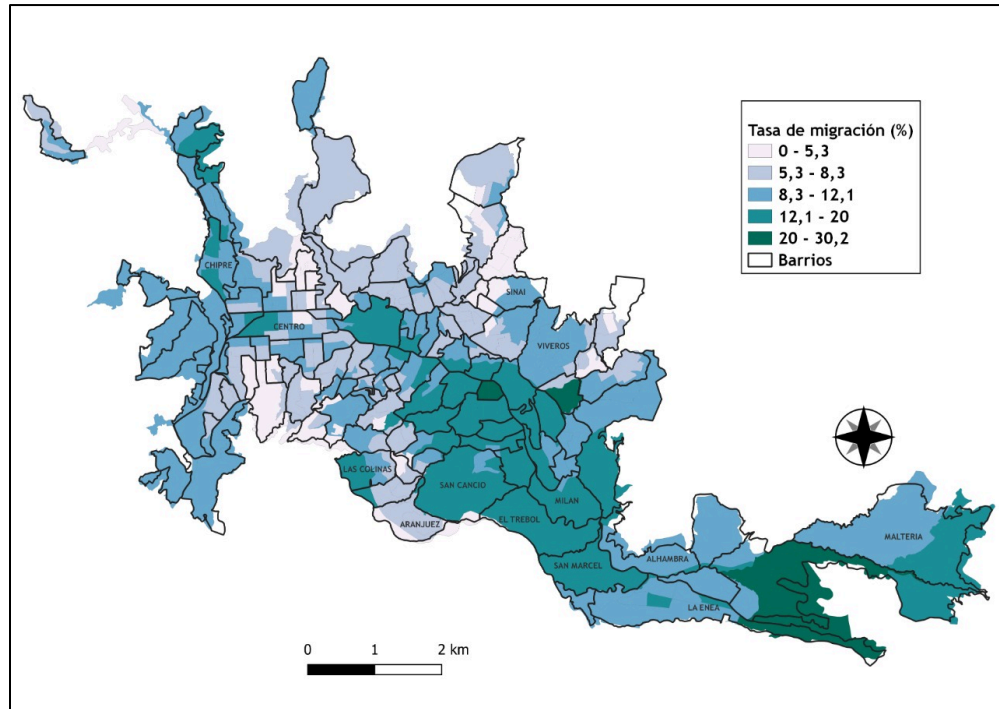 Tasa de migración (%)
0 - 5,3
5,3 - 8,3
8,3 - 12,1
12,1 - 20
20 - 30,2
Barrios
CHIPRE
SINAI
CENTRO
VIVEROS
LAS COLINAS
SAN CANCIO
MILAN
ARANJUEZ
EL TREBOL
MALTERIA
ALHAMBRA
SAN MARCEL
LA ENEA
0 1 2 km